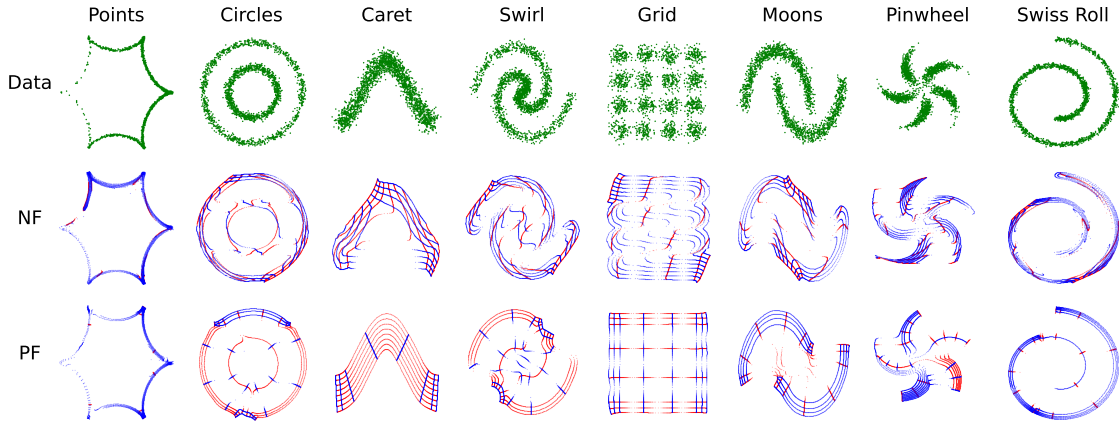 Points Circles Caret Swirl Grid Moons Pinwheel Swiss Roll
Data
NF
PF